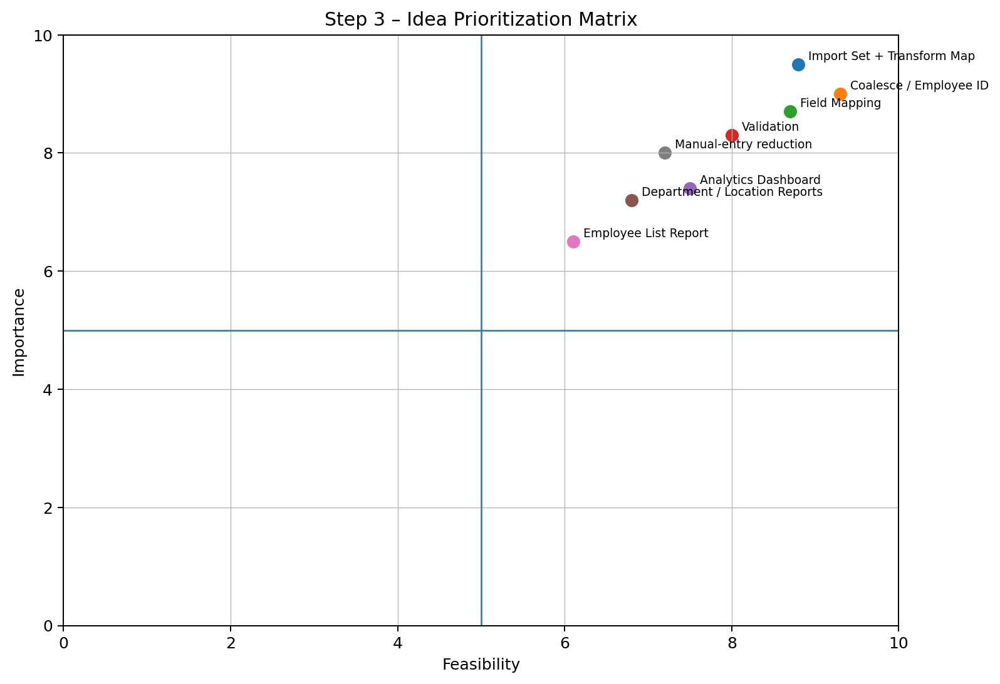 Step 3 – Idea Prioritization Matrix
10
Import Set + Transform Map
Coalesce / Employee ID
Field Mapping
Validation
8
Manual-entry reduction
Analytics Dashboard
Department / Location Reports
Employee List Report
6
Importance
4
2
0
0 2 4 6 8 10
Feasibility